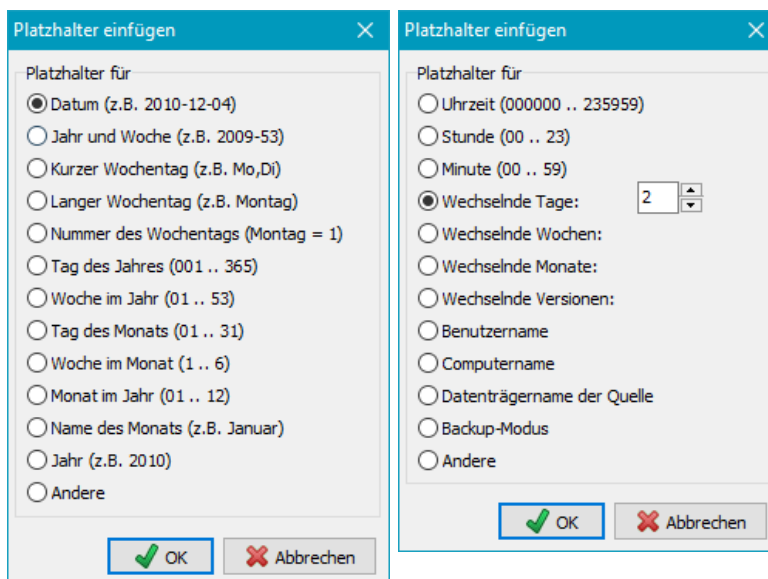 Platzhalter einfügen
Platzhalter für
Datum (z.B. 2010-12-04)
Jahr und Woche (z.B. 2009-53)
Kurzer Wochentag (z.B. Mo,Di)
Langer Wochentag (z.B. Montag)
Nummer des Wochentags (Montag = 1)
Tag des Jahres (001 .. 365)
Woche im Jahr (01 .. 53)
Tag des Monats (01 .. 31)
Woche im Monat (1 .. 6)
Monat im Jahr (01 .. 12)
Name des Monats (z.B. Januar)
Jahr (z.B. 2010)
Andere
OK Abbrechen
Platzhalter einfügen
Platzhalter für
Uhrzeit (000000 .. 235959)
Stunde (00 .. 23)
Minute (00 .. 59)
Wechselnde Tage: 2
Wechselnde Wochen:
Wechselnde Monate:
Wechselnde Versionen:
Benutzername
Computername
Datenträgername der Quelle
Backup-Modus
Andere
OK Abbrechen